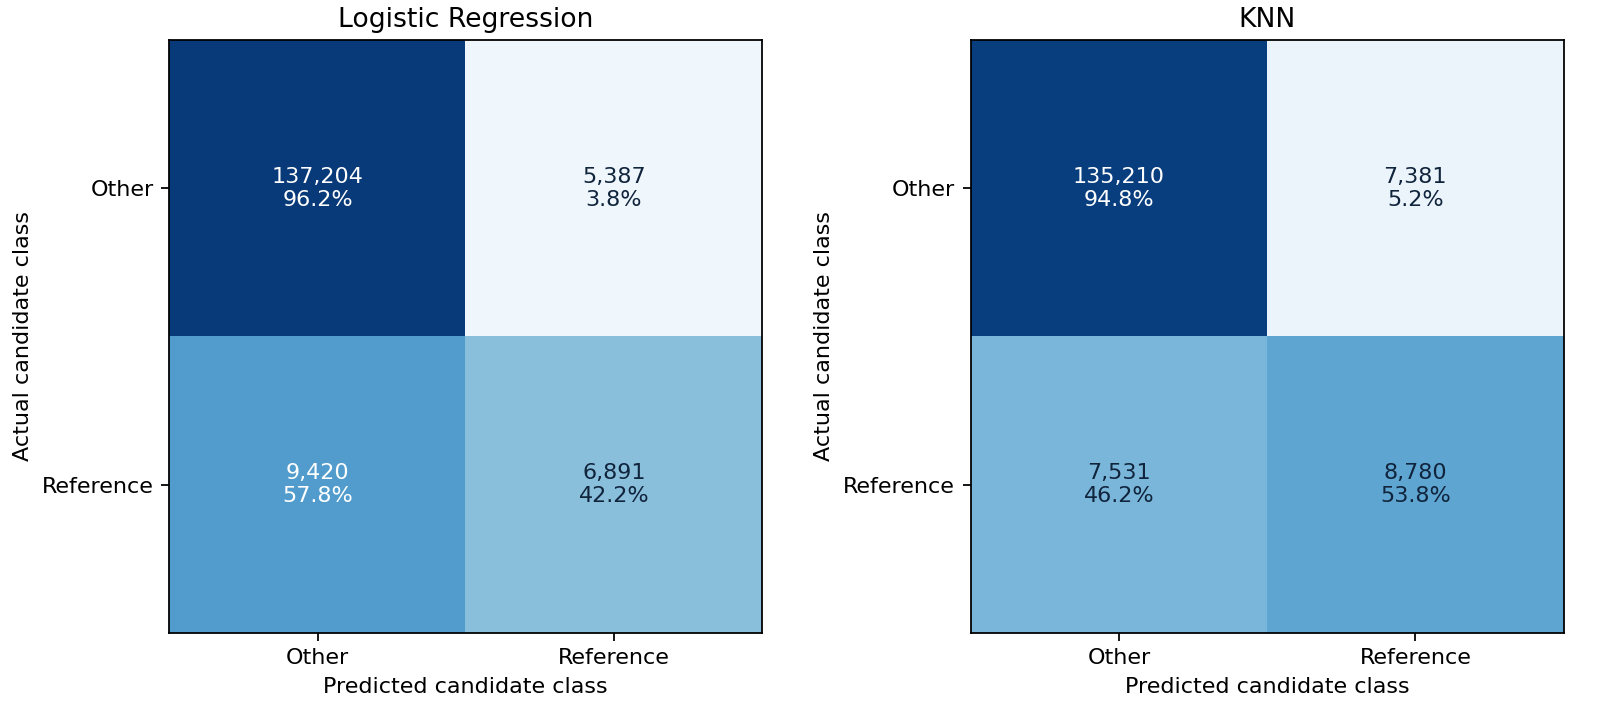 Logistic Regression
Actual candidate class
Other
137,204
96.2%
5,387
3.8%
Reference
9,420
57.8%
6,891
42.2%
Other
Reference
Predicted candidate class
KNN
Actual candidate class
Other
135,210
94.8%
7,381
5.2%
Reference
7,531
46.2%
8,780
53.8%
Other
Reference
Predicted candidate class